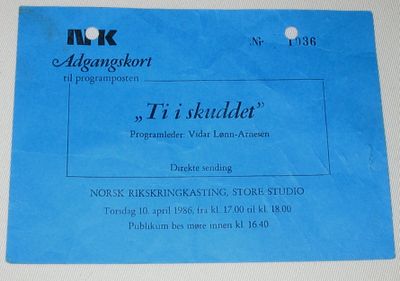 NRK
Nr 1036
Adgangskort
til programposten
„Ti i skuddet”
Programleder: Vidar Lønn-Arnesen
Direkte sending
NORSK RIKSKRINGKASTING, STORE STUDIO
Torsdag 10. april 1986, fra kl. 17.00 til kl. 18.00
Publikum bes møte innen kl. 16.40